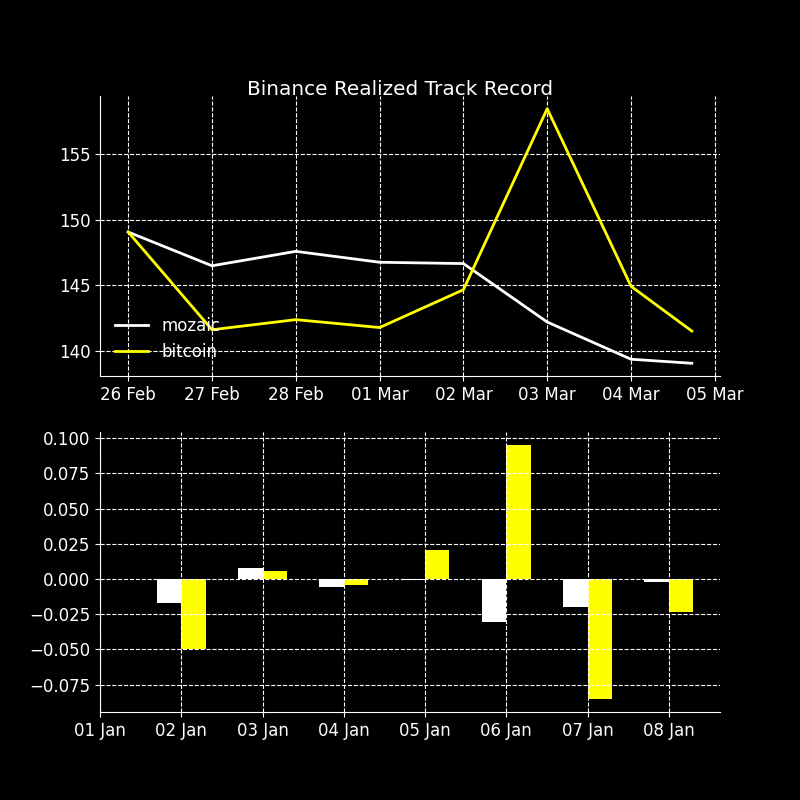 Binance Realized Track Record
155
150
145
140
mozaic
bitcoin
26 Feb 27 Feb 28 Feb 01 Mar 02 Mar 03 Mar 04 Mar 05 Mar
0.100
0.075
0.050
0.025
0.000
−0.025
−0.050
−0.075
01 Jan 02 Jan 03 Jan 04 Jan 05 Jan 06 Jan 07 Jan 08 Jan